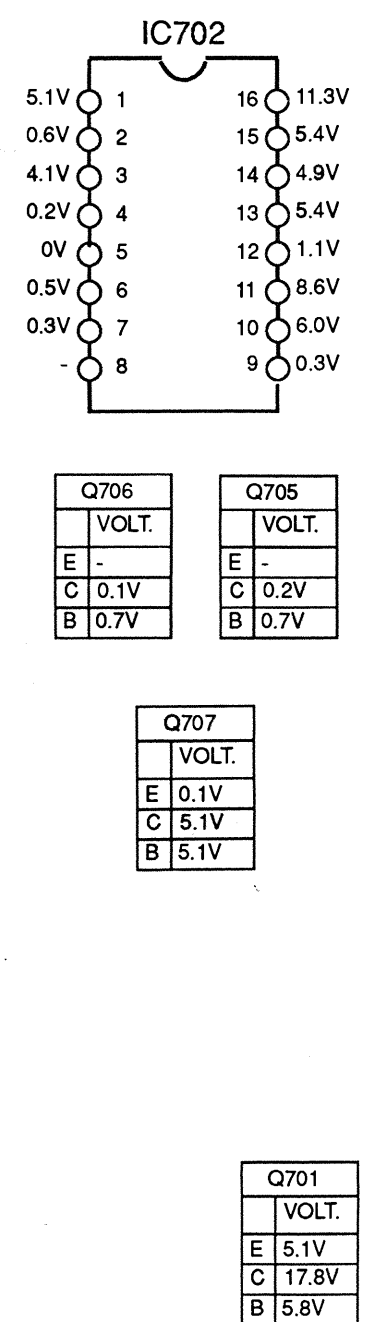 IC702
5.1V 1 16 11.3V
0.6V 2 15 5.4V
4.1V 3 14 4.9V
0.2V 4 13 5.4V
0V 5 12 1.1V
0.5V 6 11 8.6V
0.3V 7 10 6.0V
- 8 9 0.3V
Q706 Q705
VOLT. VOLT.
E - E -
C 0.1V C 0.2V
B 0.7V B 0.7V
Q707
VOLT.
E 0.1V
C 5.1V
B 5.1V
Q701
VOLT.
E 5.1V
C 17.8V
B 5.8V